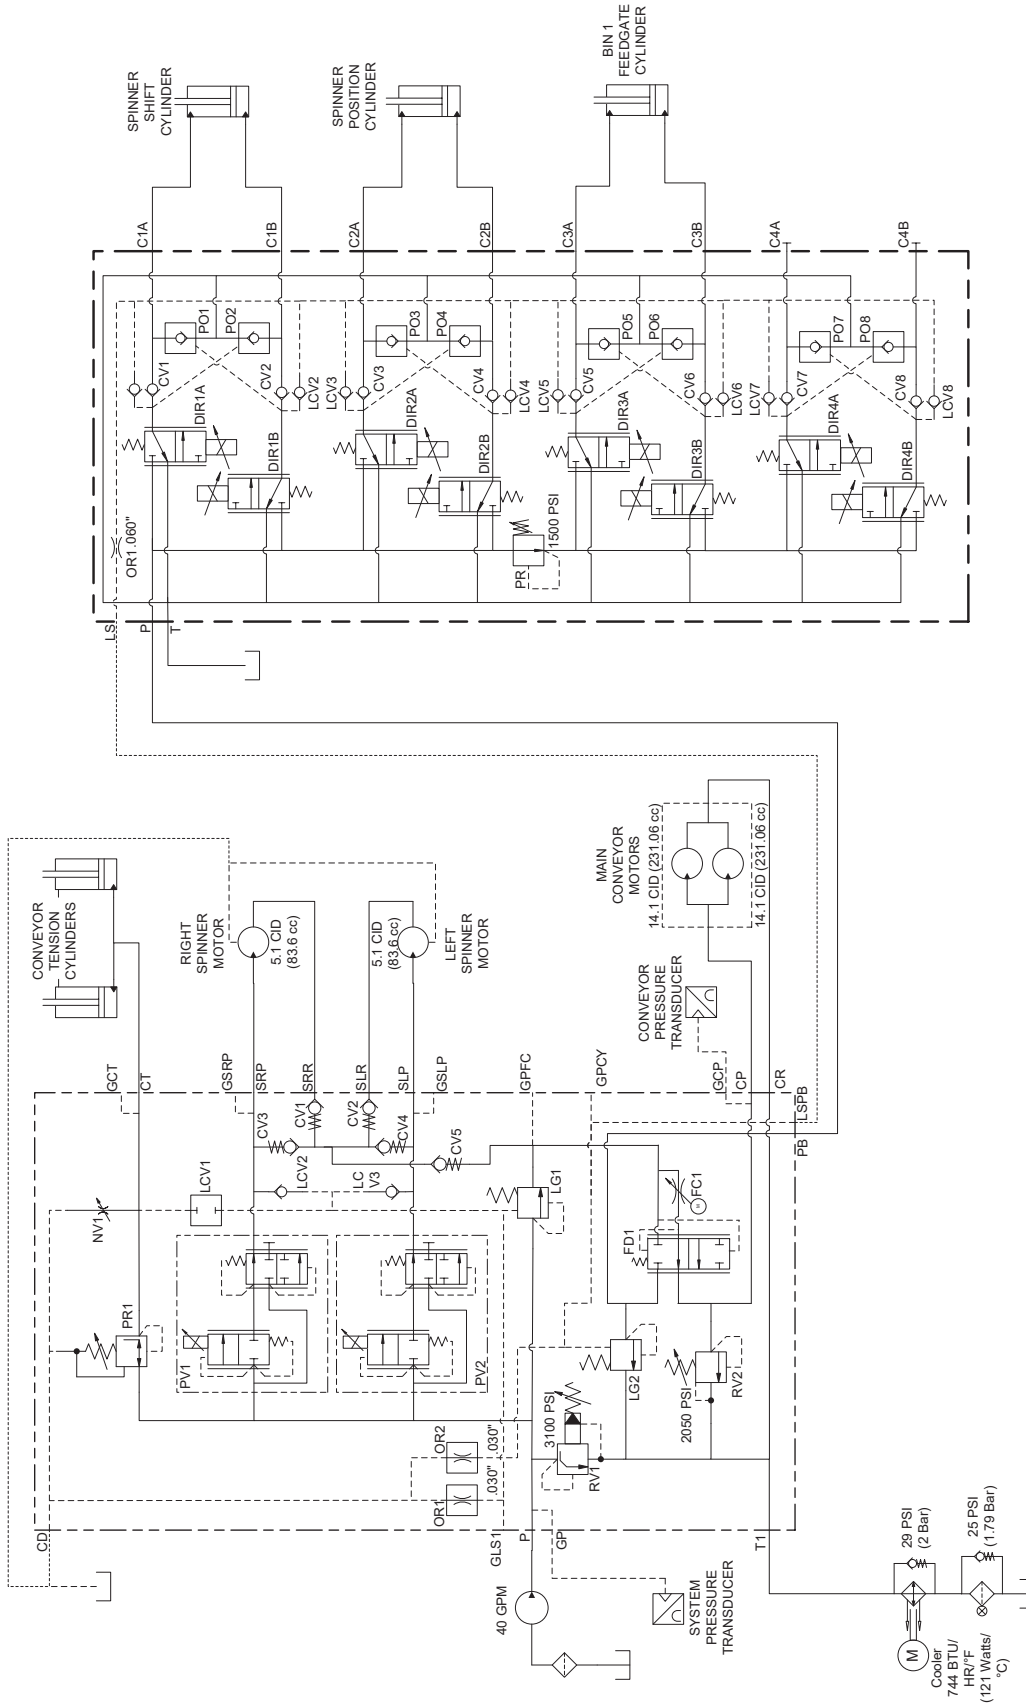 SPINNER
SHIFT
CYLINDER
SPINNER
POSITION
CYLINDER
BIN 1
FEEDGATE
CYLINDER
C1A
C1B
C2A
C2B
C3A
C3B
C4A
C4B
CV1
PO1
PO2
CV2
LCV2
LCV3
CV3
PO3
PO4
CV4
LCV4
LCV5
CV5
PO5
PO6
CV6
LCV6
LCV7
CV7
PO7
PO8
CV8
LCV8
DIR1A
DIR1B
DIR2A
DIR2B
DIR3A
DIR3B
DIR4A
DIR4B
OR1.060"
PR
1500 PSI
LS
P
T
CONVEYOR
TENSION
CYLINDERS
RIGHT
SPINNER
MOTOR
5.1 CID
(83.6 cc)
5.1 CID
(83.6 cc)
LEFT
SPINNER
MOTOR
CONVEYOR
PRESSURE
TRANSDUCER
MAIN
CONVEYOR
MOTORS
14.1 CID (231.06 cc)
14.1 CID (231.06 cc)
GCT
CT
GSRP
SRP
SRR
SLR
SLP
GSLP
GPFC
GPCY
GCP
CP
CR
LSPB
PB
CV3
CV1
CV2
CV4
CV5
NV1
LCV1
LCV2
LC
V3
LG1
FC1
FD1
PR1
PV1
PV2
OR2
.030"
OR1
.030"
3100 PSI
RV1
LG2
2050 PSI
RV2
CD
GLS1
P
GP
T1
40 GPM
SYSTEM
PRESSURE
TRANSDUCER
29 PSI
(2 Bar)
25 PSI
(1.79 Bar)
M
Cooler
744 BTU/
HR/°F
(121 Watts/
°C)